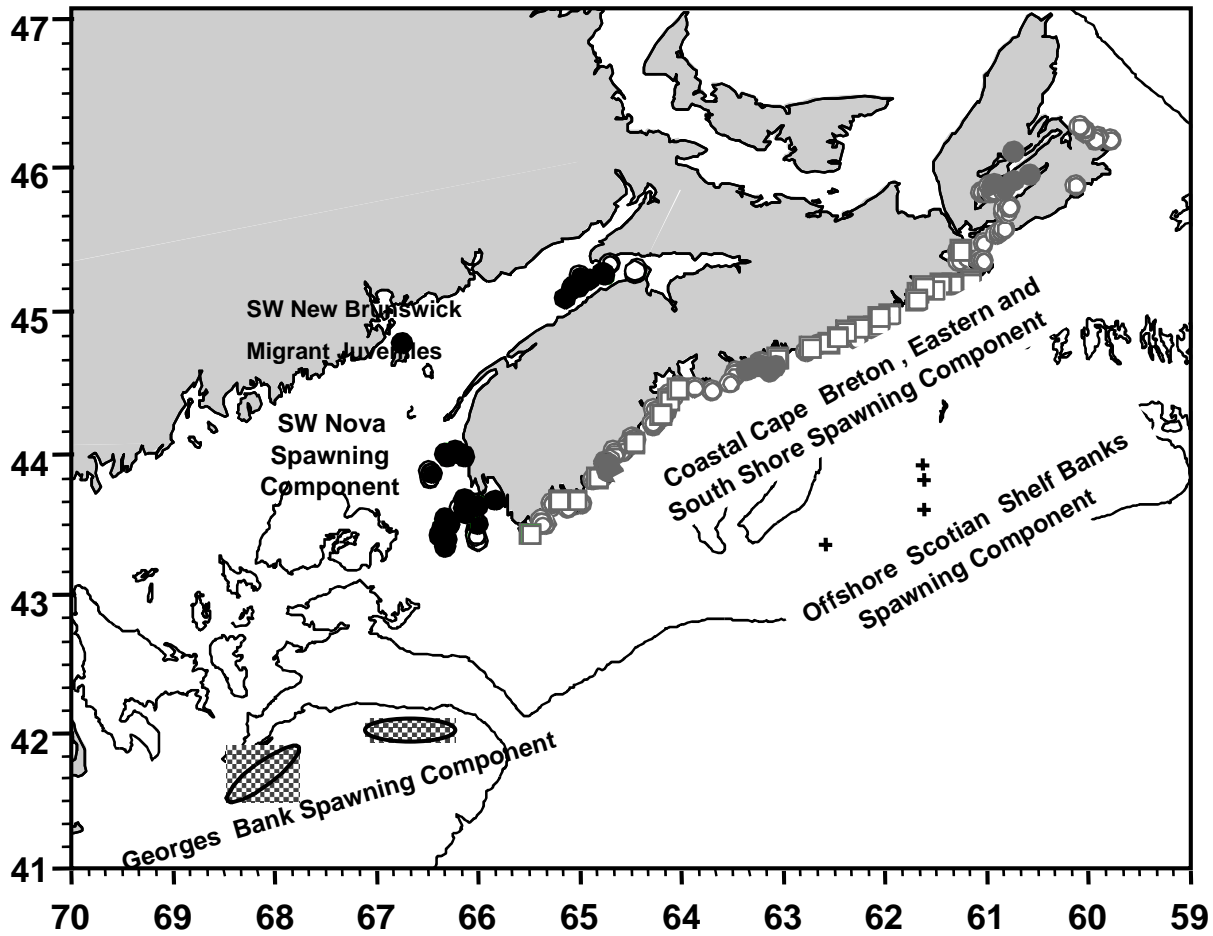 47
46
45
44
43
42
41
SW New Brunswick
Migrant Juveniles
SW Nova
Spawning
Component
Coastal Cape Breton , Eastern and
South Shore Spawning Component
Offshore Scotian Shelf Banks
Spawning Component
Georges Bank Spawning Component
70 69 68 67 66 65 64 63 62 61 60 59